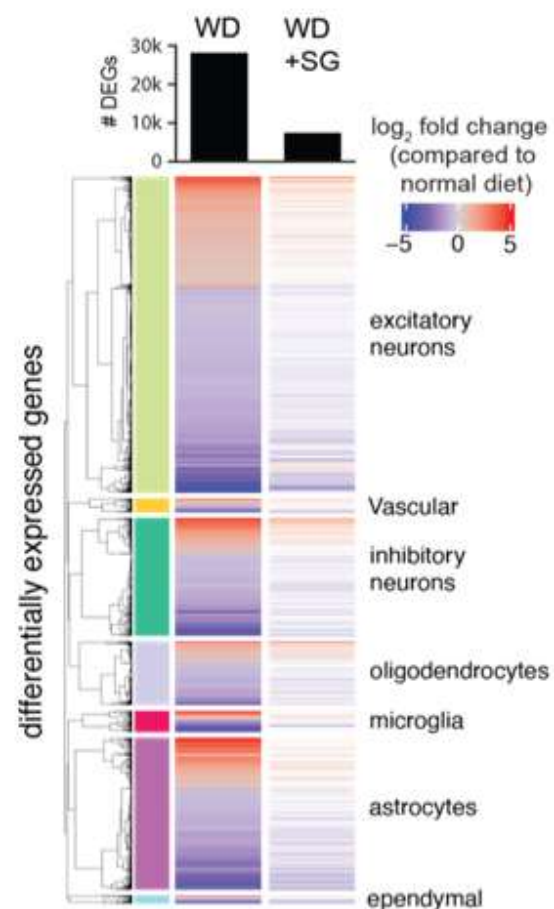 WD
WD
+SG
# DEGs
30k
20k
10k
0
log₂ fold change
(compared to
normal diet)
−5
0
5
differentially expressed genes
excitatory
neurons
Vascular
inhibitory
neurons
oligodendrocytes
microglia
astrocytes
ependymal